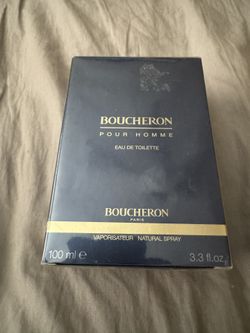 BOUCHERON
POUR HOMME
EAU DE TOILETTE
BOUCHERON
PARIS
VAPORISATEUR NATURAL SPRAY
100 ml ℮ 3.3 fl.oz.